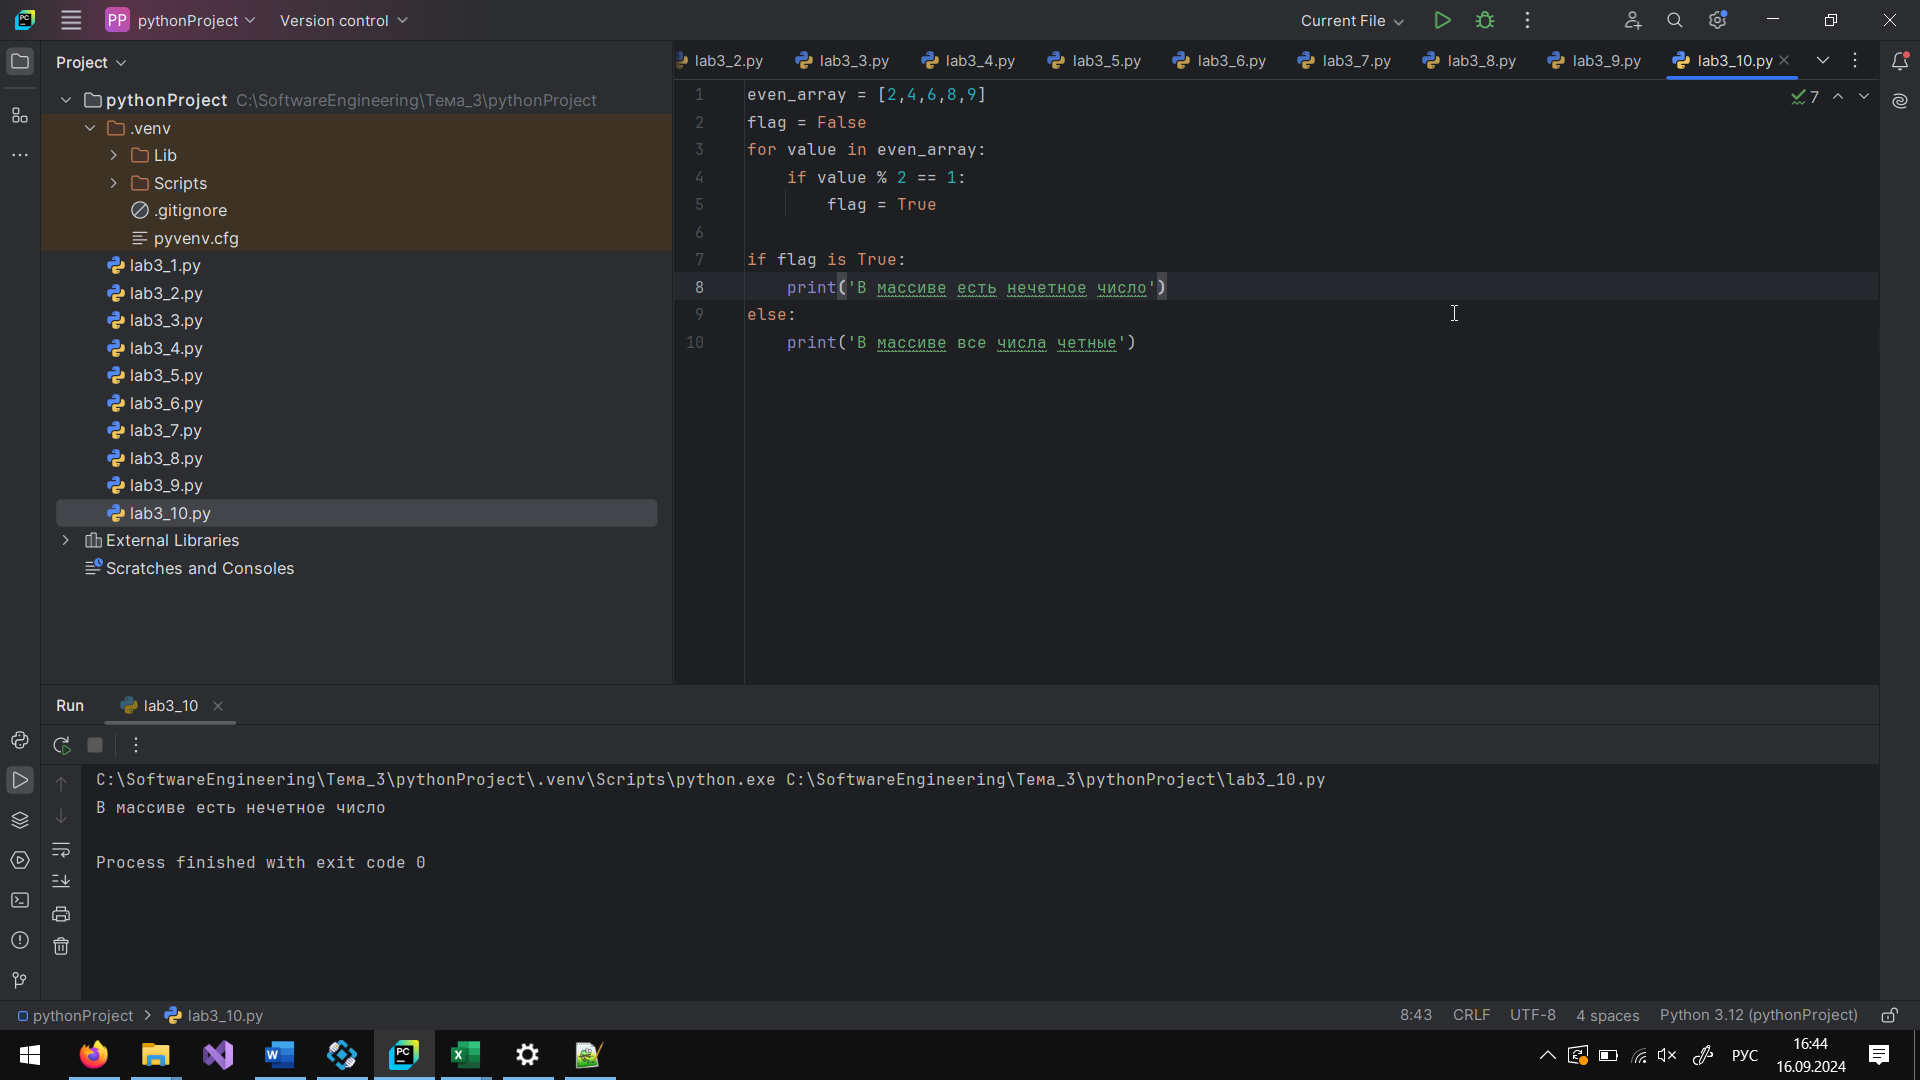 PP pythonProject Version control Current File
Project
lab3_2.py lab3_3.py lab3_4.py lab3_5.py lab3_6.py lab3_7.py lab3_8.py lab3_9.py lab3_10.py
pythonProject C:\SoftwareEngineering\Тема_3\pythonProject
.venv
Lib
Scripts
.gitignore
pyvenv.cfg
lab3_1.py
lab3_2.py
lab3_3.py
lab3_4.py
lab3_5.py
lab3_6.py
lab3_7.py
lab3_8.py
lab3_9.py
lab3_10.py
External Libraries
Scratches and Consoles
1 even_array = [2,4,6,8,9]
7
2 flag = False
3 for value in even_array:
4 if value % 2 == 1:
5 flag = True
6
7 if flag is True:
8 print('В массиве есть нечетное число')
9 else:
10 print('В массиве все числа четные')
Run lab3_10
C:\SoftwareEngineering\Тема_3\pythonProject\.venv\Scripts\python.exe C:\SoftwareEngineering\Тема_3\pythonProject\lab3_10.py
В массиве есть нечетное число
Process finished with exit code 0
pythonProject > lab3_10.py
8:43 CRLF UTF-8 4 spaces Python 3.12 (pythonProject)
РУС
16:44
16.09.2024